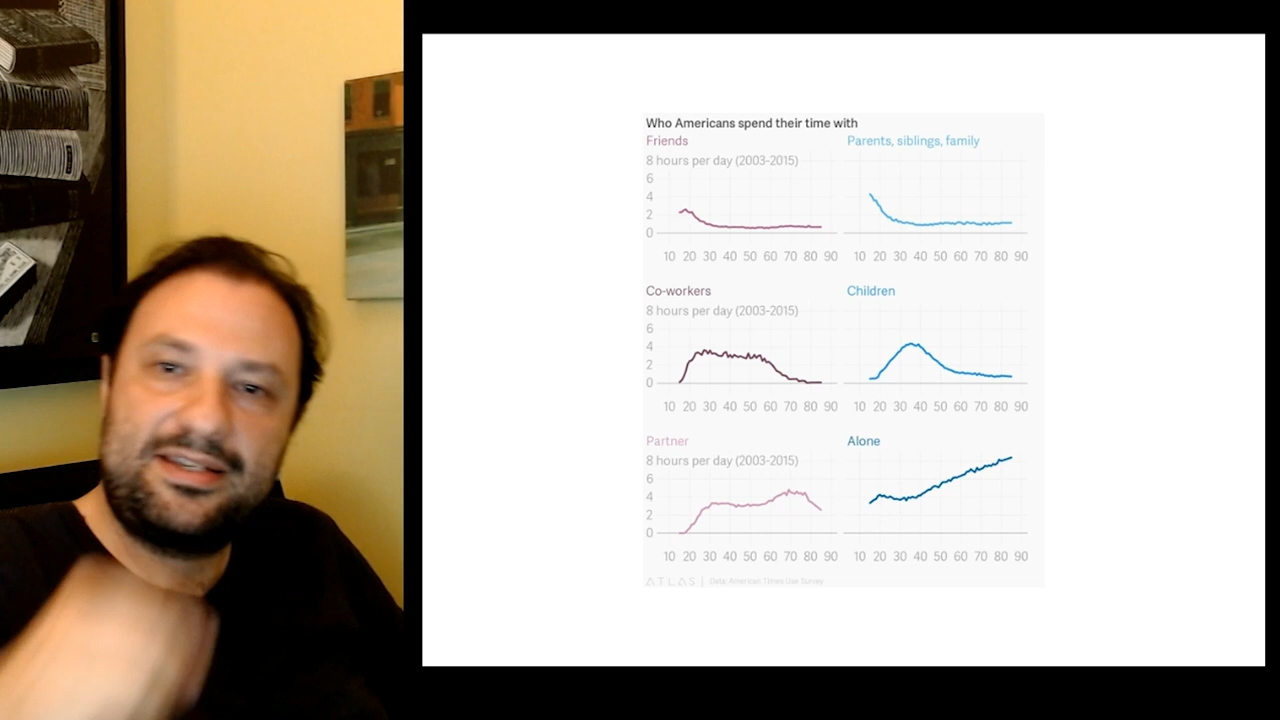 Who Americans spend their time with
Friends
8 hours per day (2003-2015)
6
4
2
0
10 20 30 40 50 60 70 80 90
Parents, siblings, family
10 20 30 40 50 60 70 80 90
Co-workers
8 hours per day (2003-2015)
6
4
2
0
10 20 30 40 50 60 70 80 90
Children
10 20 30 40 50 60 70 80 90
Partner
8 hours per day (2003-2015)
6
4
2
0
10 20 30 40 50 60 70 80 90
Alone
10 20 30 40 50 60 70 80 90
ATLAS | Data: American Time Use Survey